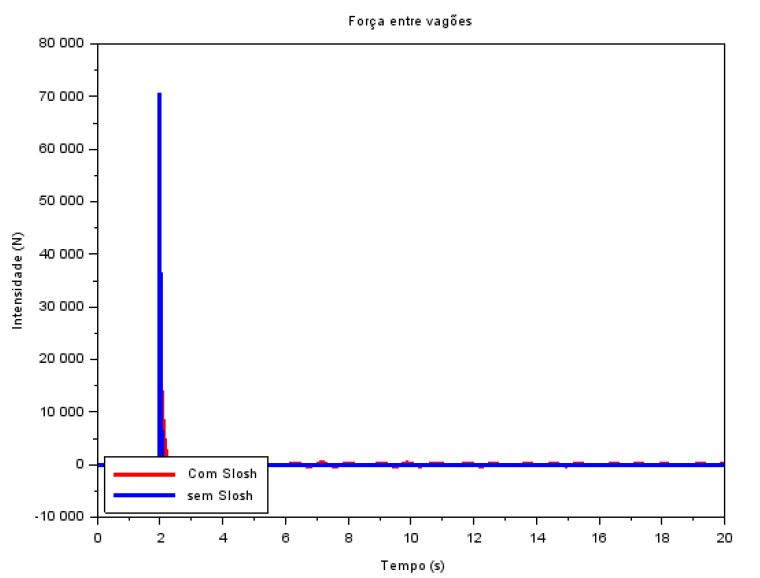 Força entre vagões
80 000
70 000
60 000
50 000
40 000
30 000
20 000
10 000
0
-10 000
Intensidade (N)
Com Slosh
sem Slosh
0 2 4 6 8 10 12 14 16 18 20
Tempo (s)